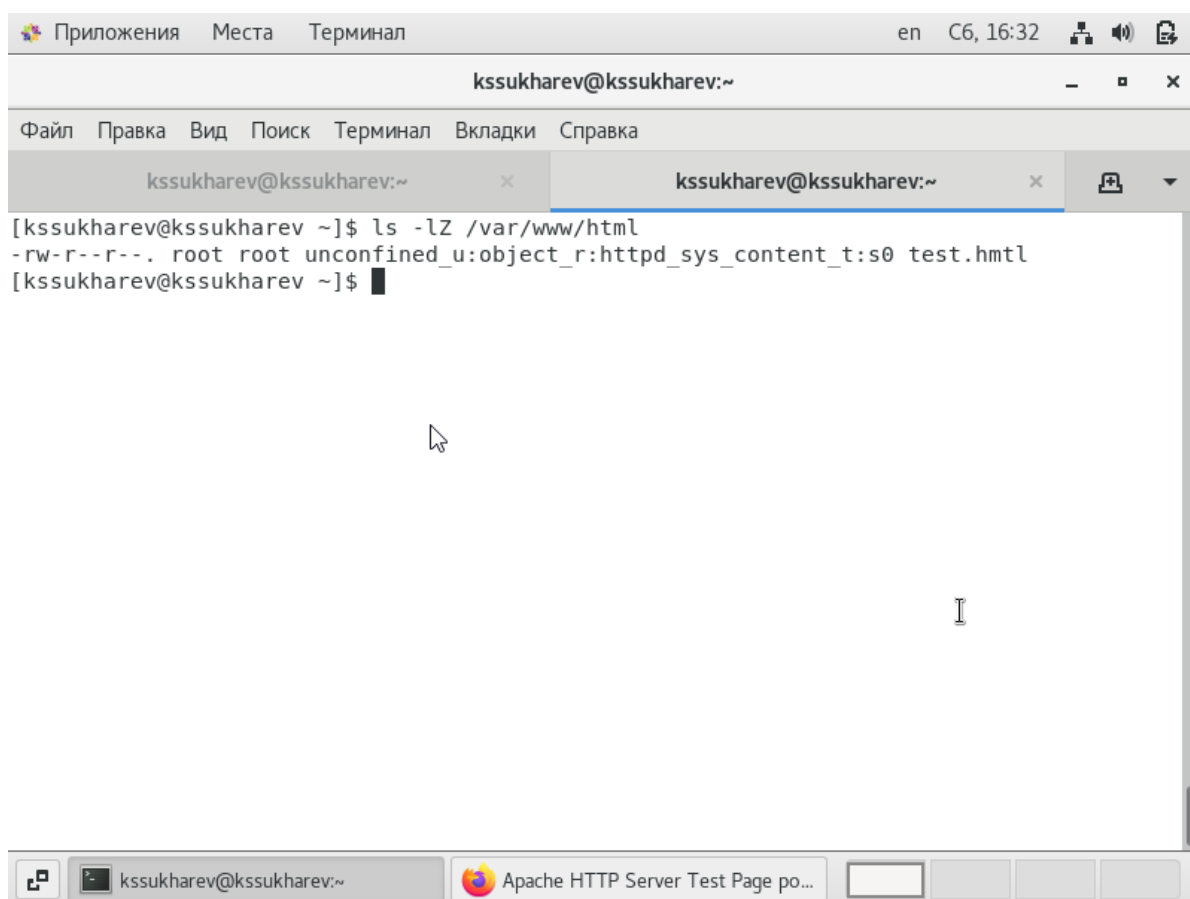 Приложения Места Терминал en Сб, 16:32
kssukharev@kssukharev:~
Файл Правка Вид Поиск Терминал Вкладки Справка
kssukharev@kssukharev:~ × kssukharev@kssukharev:~ ×
[kssukharev@kssukharev ~]$ ls -lZ /var/www/html
-rw-r--r--. root root unconfined_u:object_r:httpd_sys_content_t:s0 test.hmtl
[kssukharev@kssukharev ~]$
kssukharev@kssukharev:~ Apache HTTP Server Test Page po...